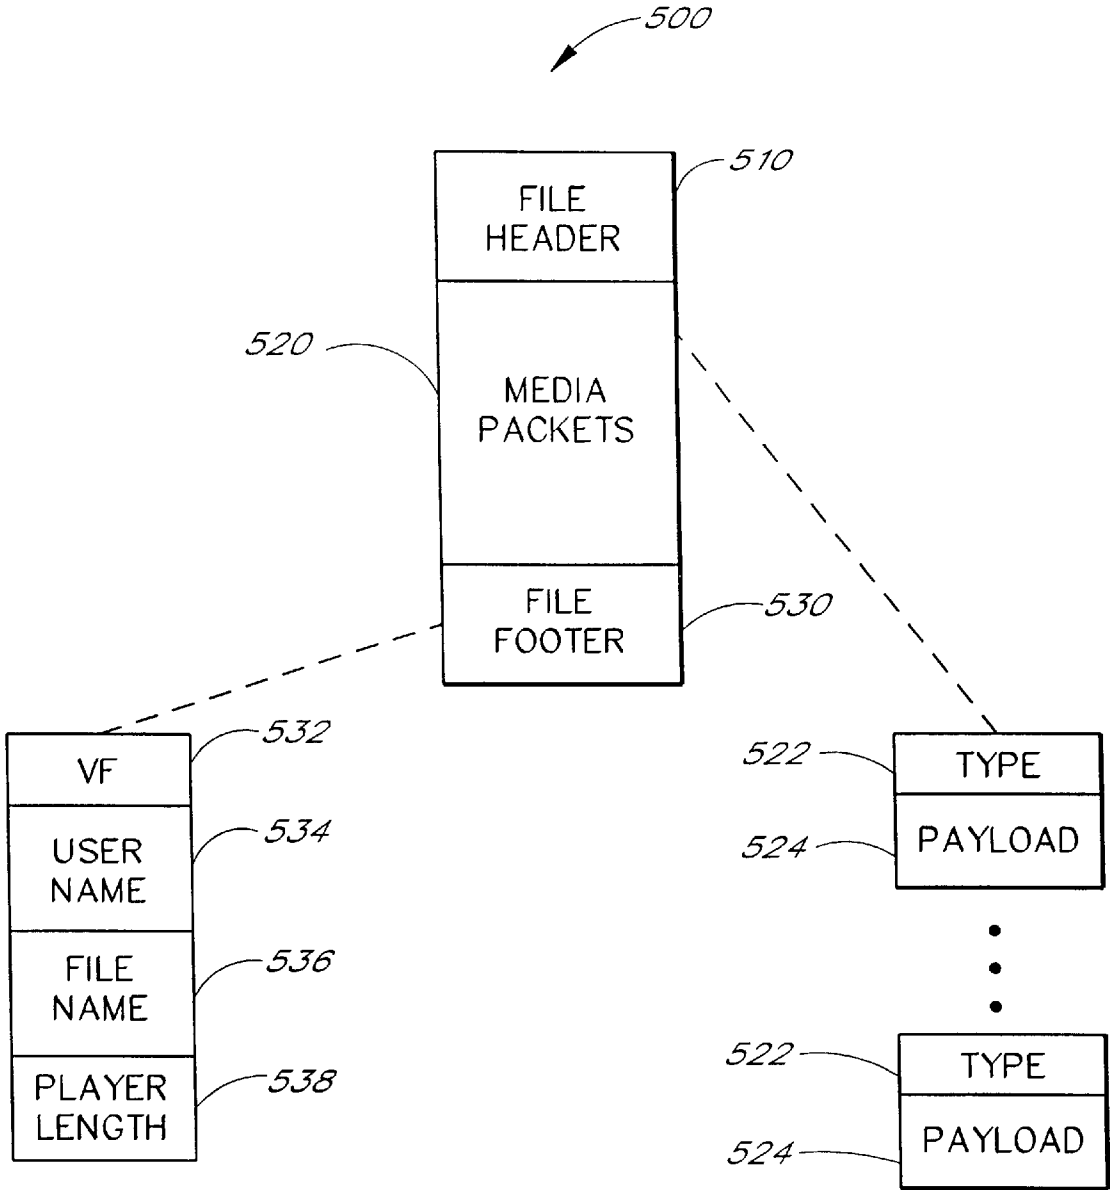 500
510
FILE
HEADER
520
MEDIA
PACKETS
FILE
FOOTER
530
532
VF
534
USER
NAME
536
FILE
NAME
538
PLAYER
LENGTH
522
TYPE
524
PAYLOAD
522
TYPE
524
PAYLOAD